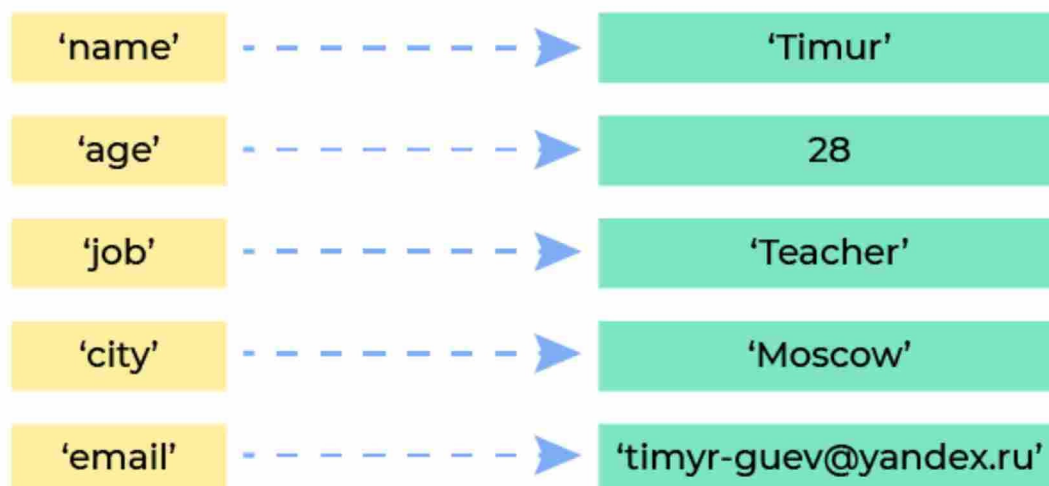 ‘name’ ‘Timur’
‘age’ 28
‘job’ ‘Teacher’
‘city’ ‘Moscow’
‘email’ ‘timyr-guev@yandex.ru’